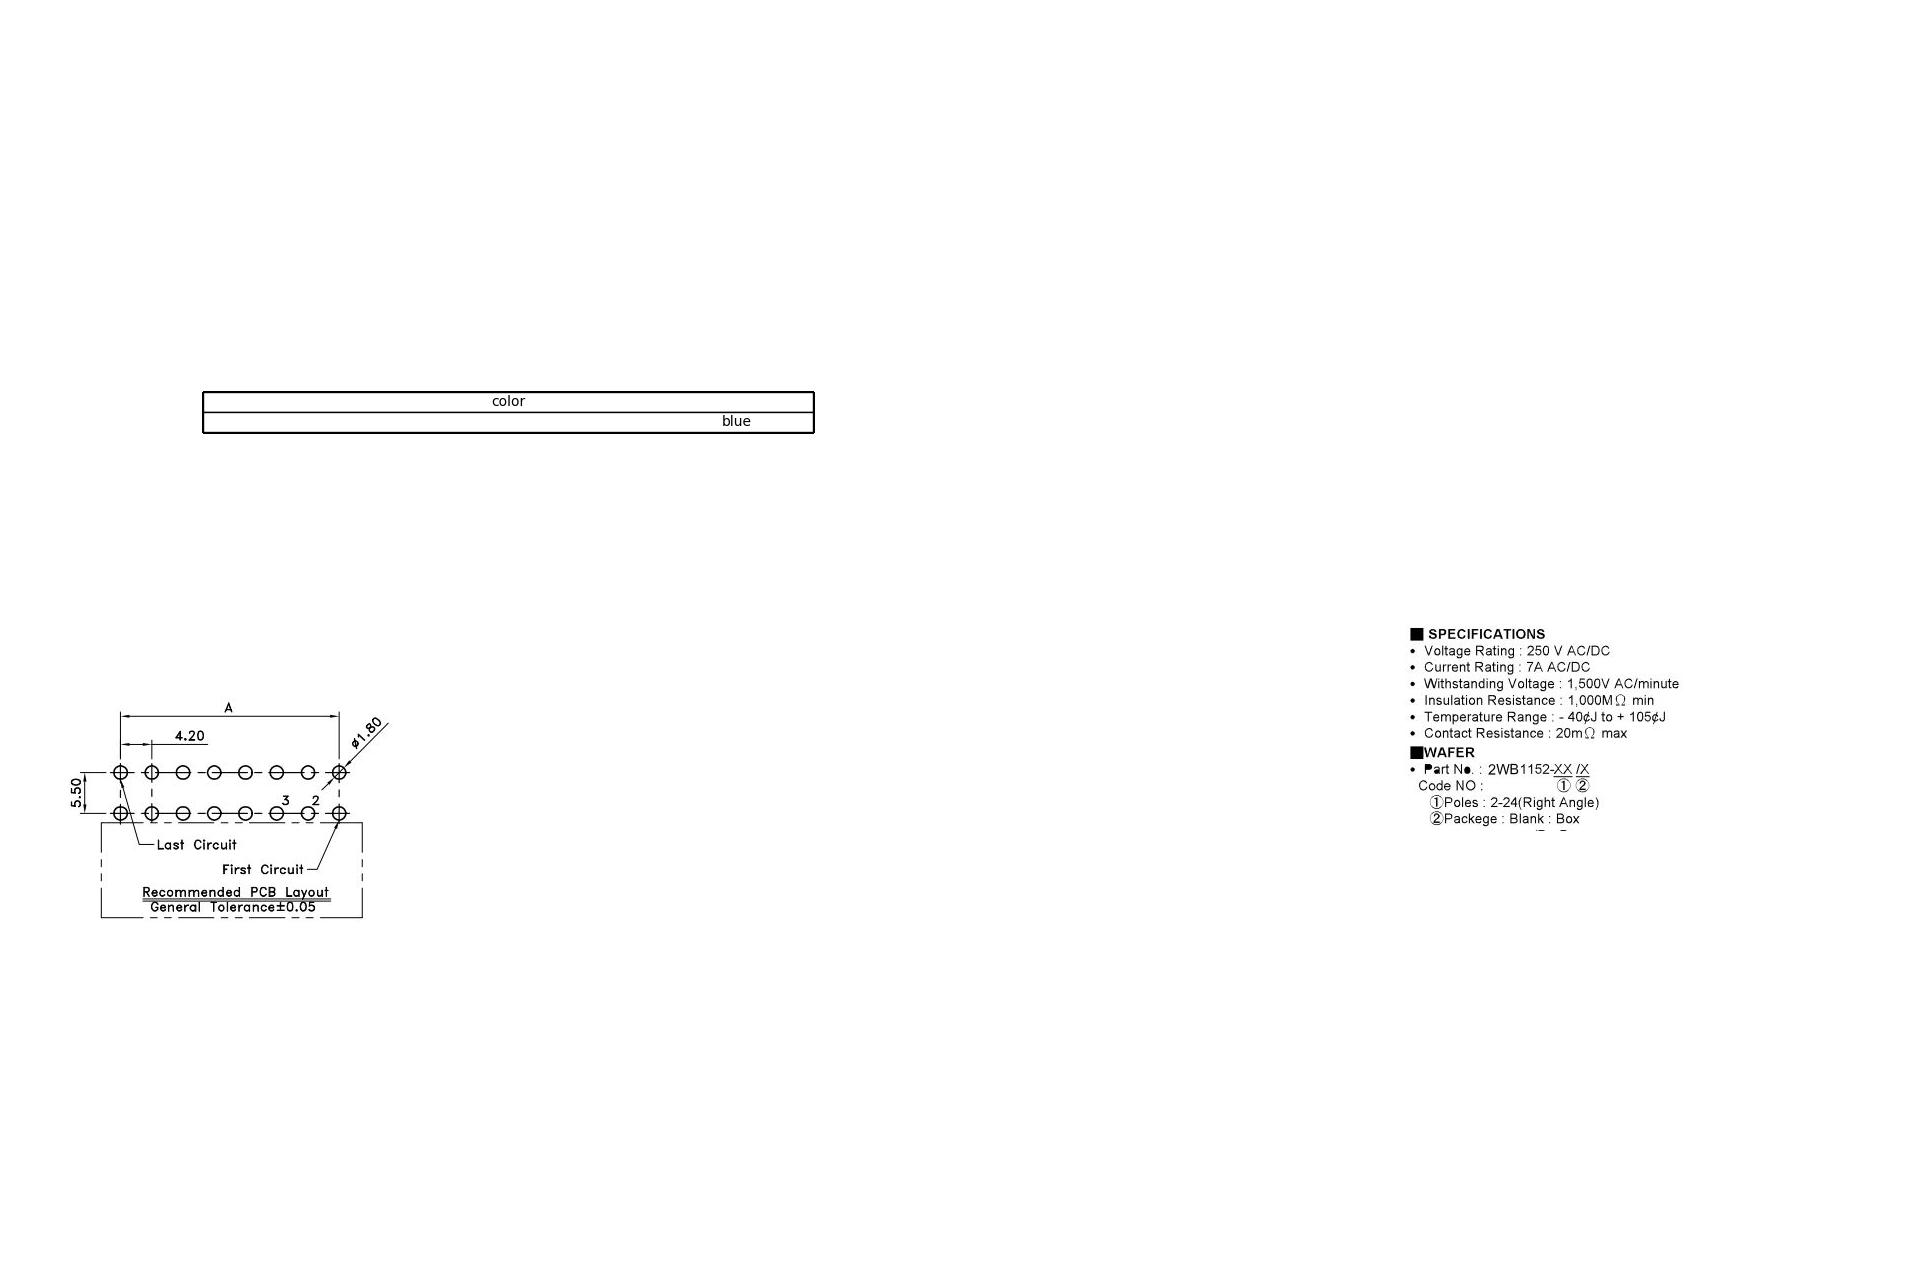 color
blue
■ SPECIFICATIONS
• Voltage Rating : 250 V AC/DC
• Current Rating : 7A AC/DC
• Withstanding Voltage : 1,500V AC/minute
• Insulation Resistance : 1,000MΩ min
• Temperature Range : - 40¢J to + 105¢J
• Contact Resistance : 20mΩ max
■WAFER
• Part No. : 2WB1152-XX /X
Code NO : ① ②
①Poles : 2-24(Right Angle)
②Packege : Blank : Box
A
4.20
ø1.80
5.50
3 2
Last Circuit
First Circuit
Recommended PCB Layout
General Tolerance±0.05